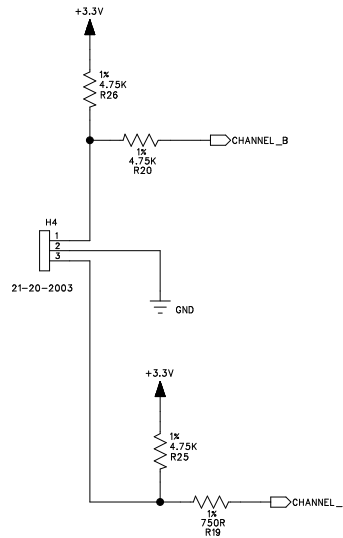 +3.3V
1%
4.75K
R26
CHANNEL_B
1%
4.75K
R20
H4
1
2
3
21-20-2003
GND
+3.3V
1%
4.75K
R25
CHANNEL_
1%
750R
R19